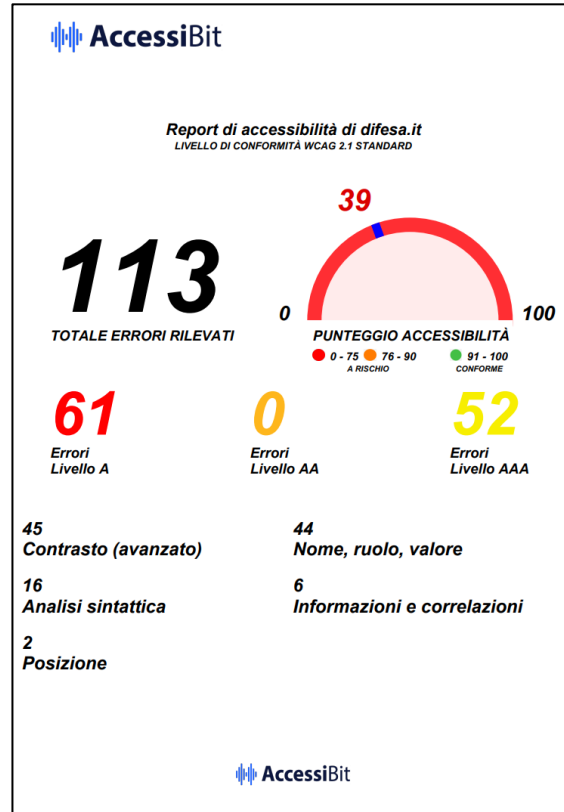 AccessiBit
Report di accessibilità di difesa.it
LIVELLO DI CONFORMITÀ WCAG 2.1 STANDARD
113
TOTALE ERRORI RILEVATI
39
0
100
PUNTEGGIO ACCESSIBILITÀ
0 - 75 76 - 90 91 - 100
A RISCHIO CONFORME
61
Errori
Livello A
0
Errori
Livello AA
52
Errori
Livello AAA
45
Contrasto (avanzato)
44
Nome, ruolo, valore
16
Analisi sintattica
6
Informazioni e correlazioni
2
Posizione
AccessiBit